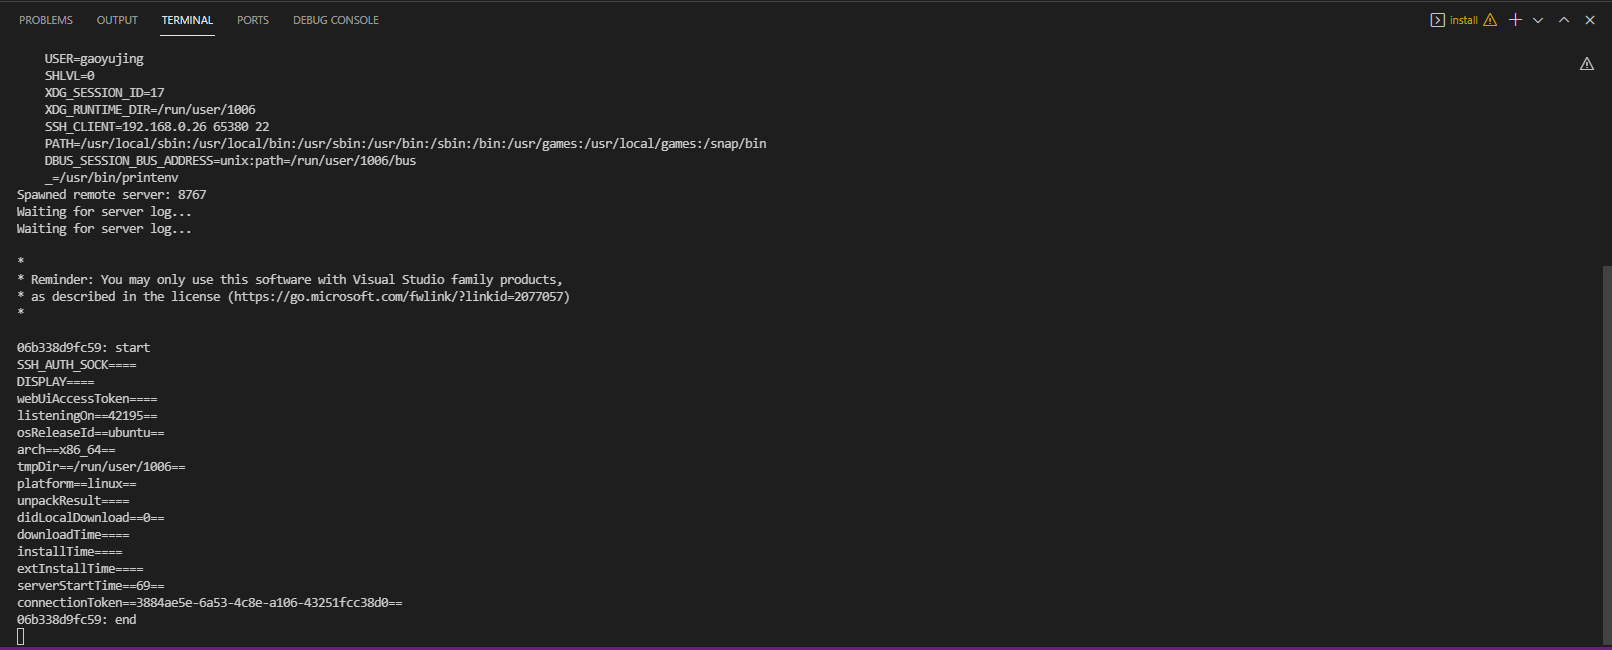 PROBLEMS OUTPUT TERMINAL PORTS DEBUG CONSOLE install
USER=gaoyujing
SHLVL=0
XDG_SESSION_ID=17
XDG_RUNTIME_DIR=/run/user/1006
SSH_CLIENT=192.168.0.26 65380 22
PATH=/usr/local/sbin:/usr/local/bin:/usr/sbin:/usr/bin:/sbin:/bin:/usr/games:/usr/local/games:/snap/bin
DBUS_SESSION_BUS_ADDRESS=unix:path=/run/user/1006/bus
_=/usr/bin/printenv
Spawned remote server: 8767
Waiting for server log...
Waiting for server log...
*
* Reminder: You may only use this software with Visual Studio family products,
* as described in the license (https://go.microsoft.com/fwlink/?linkid=2077057)
*
06b338d9fc59: start
SSH_AUTH_SOCK====
DISPLAY====
webUiAccessToken====
listeningOn==42195==
osReleaseId==ubuntu==
arch==x86_64==
tmpDir==/run/user/1006==
platform==linux==
unpackResult====
didLocalDownload==0==
downloadTime====
installTime====
extInstallTime====
serverStartTime==69==
connectionToken==3884ae5e-6a53-4c8e-a106-43251fcc38d0==
06b338d9fc59: end